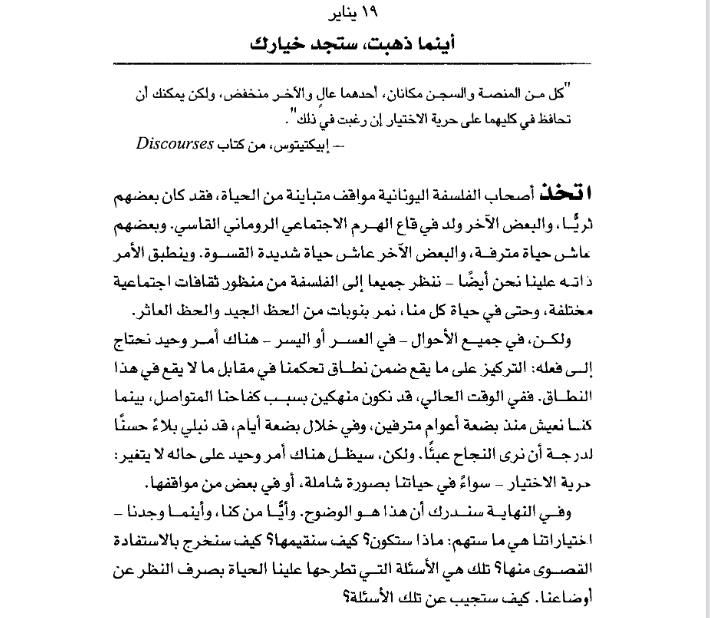 ١٩ يناير
أينما ذهبت، ستجد خيارك
"كل من المنصة والسجن مكانان، أحدهما عالٍ والآخر منخفض، ولكن يمكنك أن
تحافظ في كليهما على حرية الاختيار إن رغبت في ذلك".
– إبيكتيتوس، من كتاب Discourses
اتخذ أصحاب الفلسفة اليونانية مواقف متباينة من الحياة، فقد كان بعضهم
ثريًّا، والبعض الآخر ولد في قاع الهرم الاجتماعي الروماني القاسي. وبعضهم
عاش حياة مترفة، والبعض الآخر عاش حياة شديدة القسوة. وينطبق الأمر
ذاته علينا نحن أيضًا – ننظر جميعا إلى الفلسفة من منظور ثقافات اجتماعية
مختلفة، وحتى في حياة كل منا، نمر بنوبات من الحظ الجيد والحظ العاثر.
ولكن، في جميع الأحوال – في العسر أو اليسر – هناك أمر وحيد نحتاج
إلى فعله: التركيز على ما يقع ضمن نطاق تحكمنا في مقابل ما لا يقع في هذا
النطاق. ففي الوقت الحالي، قد نكون منهكين بسبب كفاحنا المتواصل، بينما
كنا نعيش منذ بضعة أعوام مترفين، وفي خلال بضعة أيام، قد نبلي بلاءً حسنًا
لدرجة أن نرى النجاح عبئًا. ولكن، سيظل هناك أمر وحيد على حاله لا يتغير:
حرية الاختيار – سواءً في حياتنا بصورة شاملة، أو في بعض من مواقفها.
وفي النهاية سندرك أن هذا هو الوضوح. وأيًّا من كنا، وأينما وجدنا –
اختياراتنا هي ما ستهم: ماذا ستكون؟ كيف سنقيمها؟ كيف سنخرج بالاستفادة
القصوى منها؟ تلك هي الأسئلة التي تطرحها علينا الحياة بصرف النظر عن
أوضاعنا. كيف ستجيب عن تلك الأسئلة؟